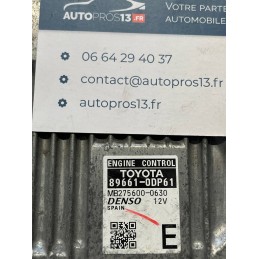 AUTOPROS13.FR
VOTRE PARTE
AUTOMOBILE
06 64 29 40 37
contact@autopros13.fr
autopros13.fr
ENGINE CONTROL
TOYOTA
89661-0DP61
MB275600-0630
DENSO 12V
SPAIN
E